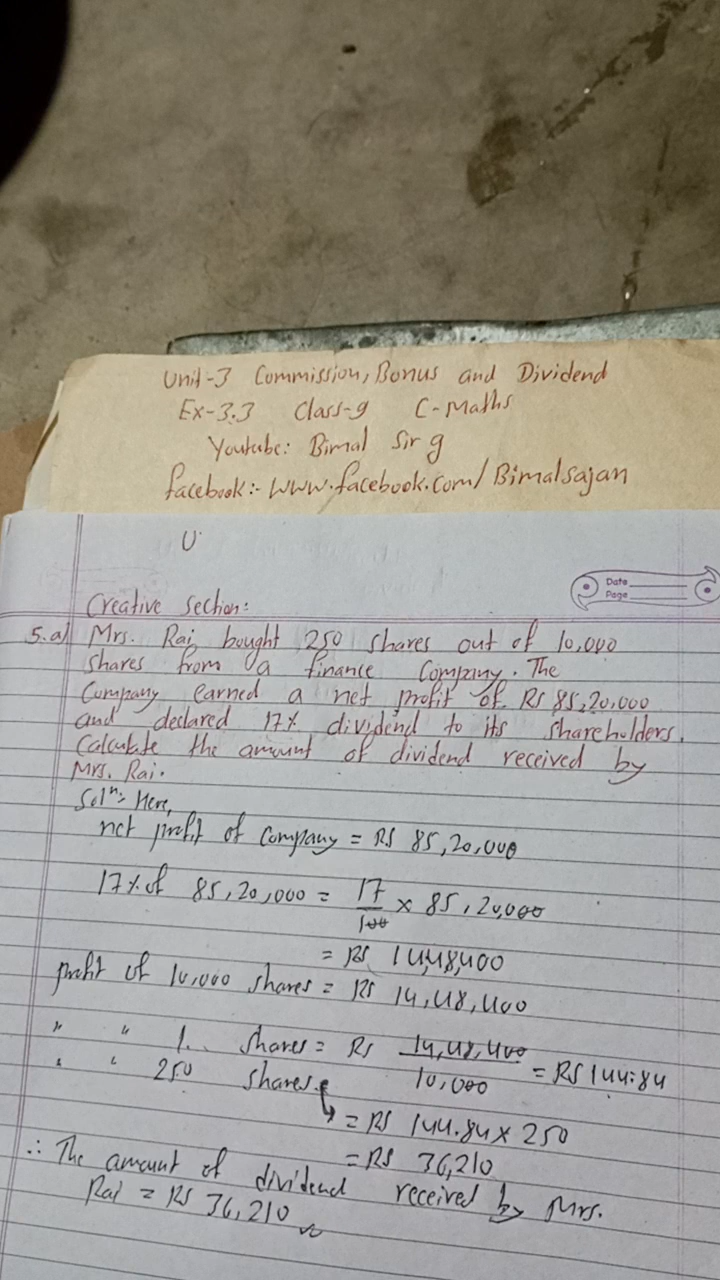 Unit-3 Commission, Bonus and Dividend
Ex-3.3 Class-9 C-Maths
Youtube: Bimal Sir g
facebook:- www.facebook.com/Bimalsajan
U
Date
Page
Creative section:
5.a) Mrs. Rai bought 250 shares out of 10,000
shares from a finance Company. The
Company earned a net profit of RS 85,20,000
and declared 17% dividend to its shareholders.
Calculate the amount of dividend received by
Mrs. Rai.
Solⁿ: Here,
net profit of Company = RS 85,20,000
17% of 85,20,000 = 17/100 × 85,20,000
= RS 14,48,400
profit of 10,000 shares = RS 14,48,400
" " 1 shares = RS 14,48,400/10,000 = RS 144.84
" " 250 shares
= RS 144.84 × 250
= RS 36,210
∴ The amount of dividend received by Mrs.
Rai = RS 36,210